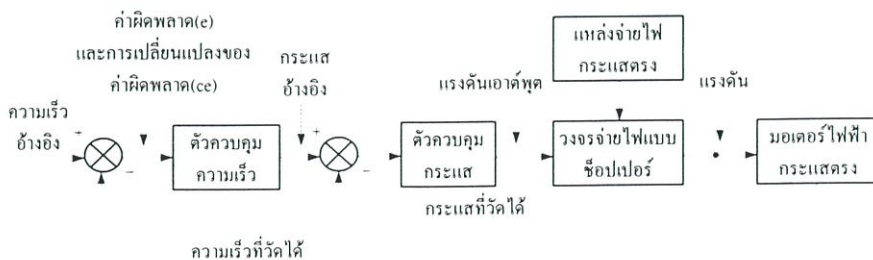 ค่าผิดพลาด(e)
และการเปลี่ยนแปลงของ
ค่าผิดพลาด(ce)
กระแส
อ้างอิง
แหล่งจ่ายไฟ
กระแสตรง
แรงดันเอาต์พุต
แรงดัน
ความเร็ว
อ้างอิง
+
-
ตัวควบคุม
ความเร็ว
+
-
ตัวควบคุม
กระแส
วงจรจ่ายไฟแบบ
ช็อปเปอร์
มอเตอร์ไฟฟ้า
กระแสตรง
กระแสที่วัดได้
ความเร็วที่วัดได้